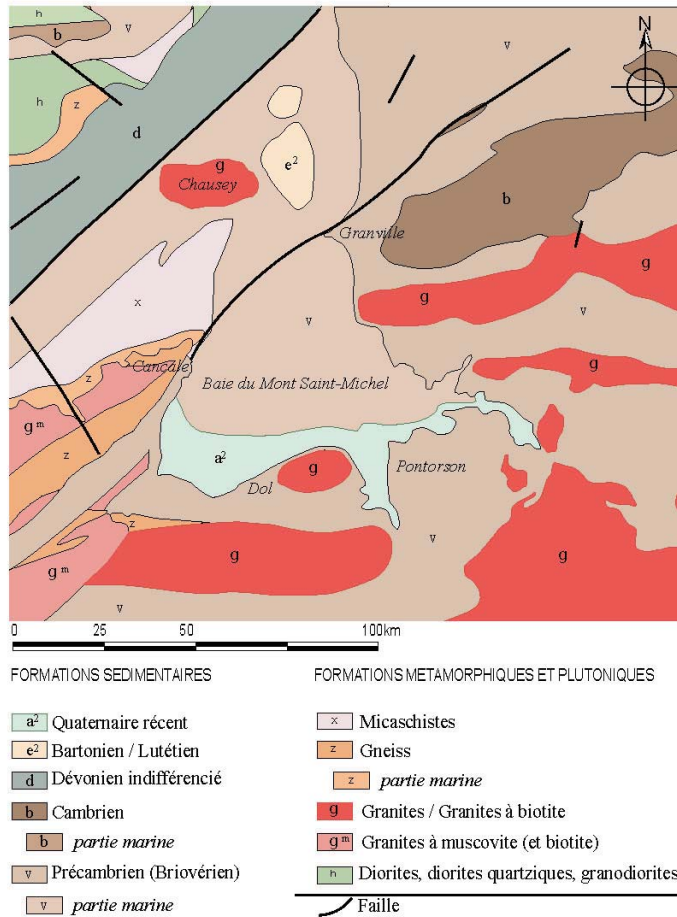 h
b
v
N
v
h
z
d
g
Chausey
e²
b
Granville
g
g
x
v
v
Cancale
z
g
Baie du Mont Saint-Michel
gm
z
a²
g
Pontorson
Dol
z
v
g
g
gm
v
0 25 50 100km
FORMATIONS SEDIMENTAIRES
a² Quaternaire récent
e² Bartonien / Lutétien
d Dévonien indifférencié
b Cambrien
b partie marine
v Précambrien (Briovérien)
v partie marine
FORMATIONS METAMORPHIQUES ET PLUTONIQUES
x Micaschistes
z Gneiss
z partie marine
g Granites / Granites à biotite
gm Granites à muscovite (et biotite)
h Diorites, diorites quartziques, granodiorites
Faille